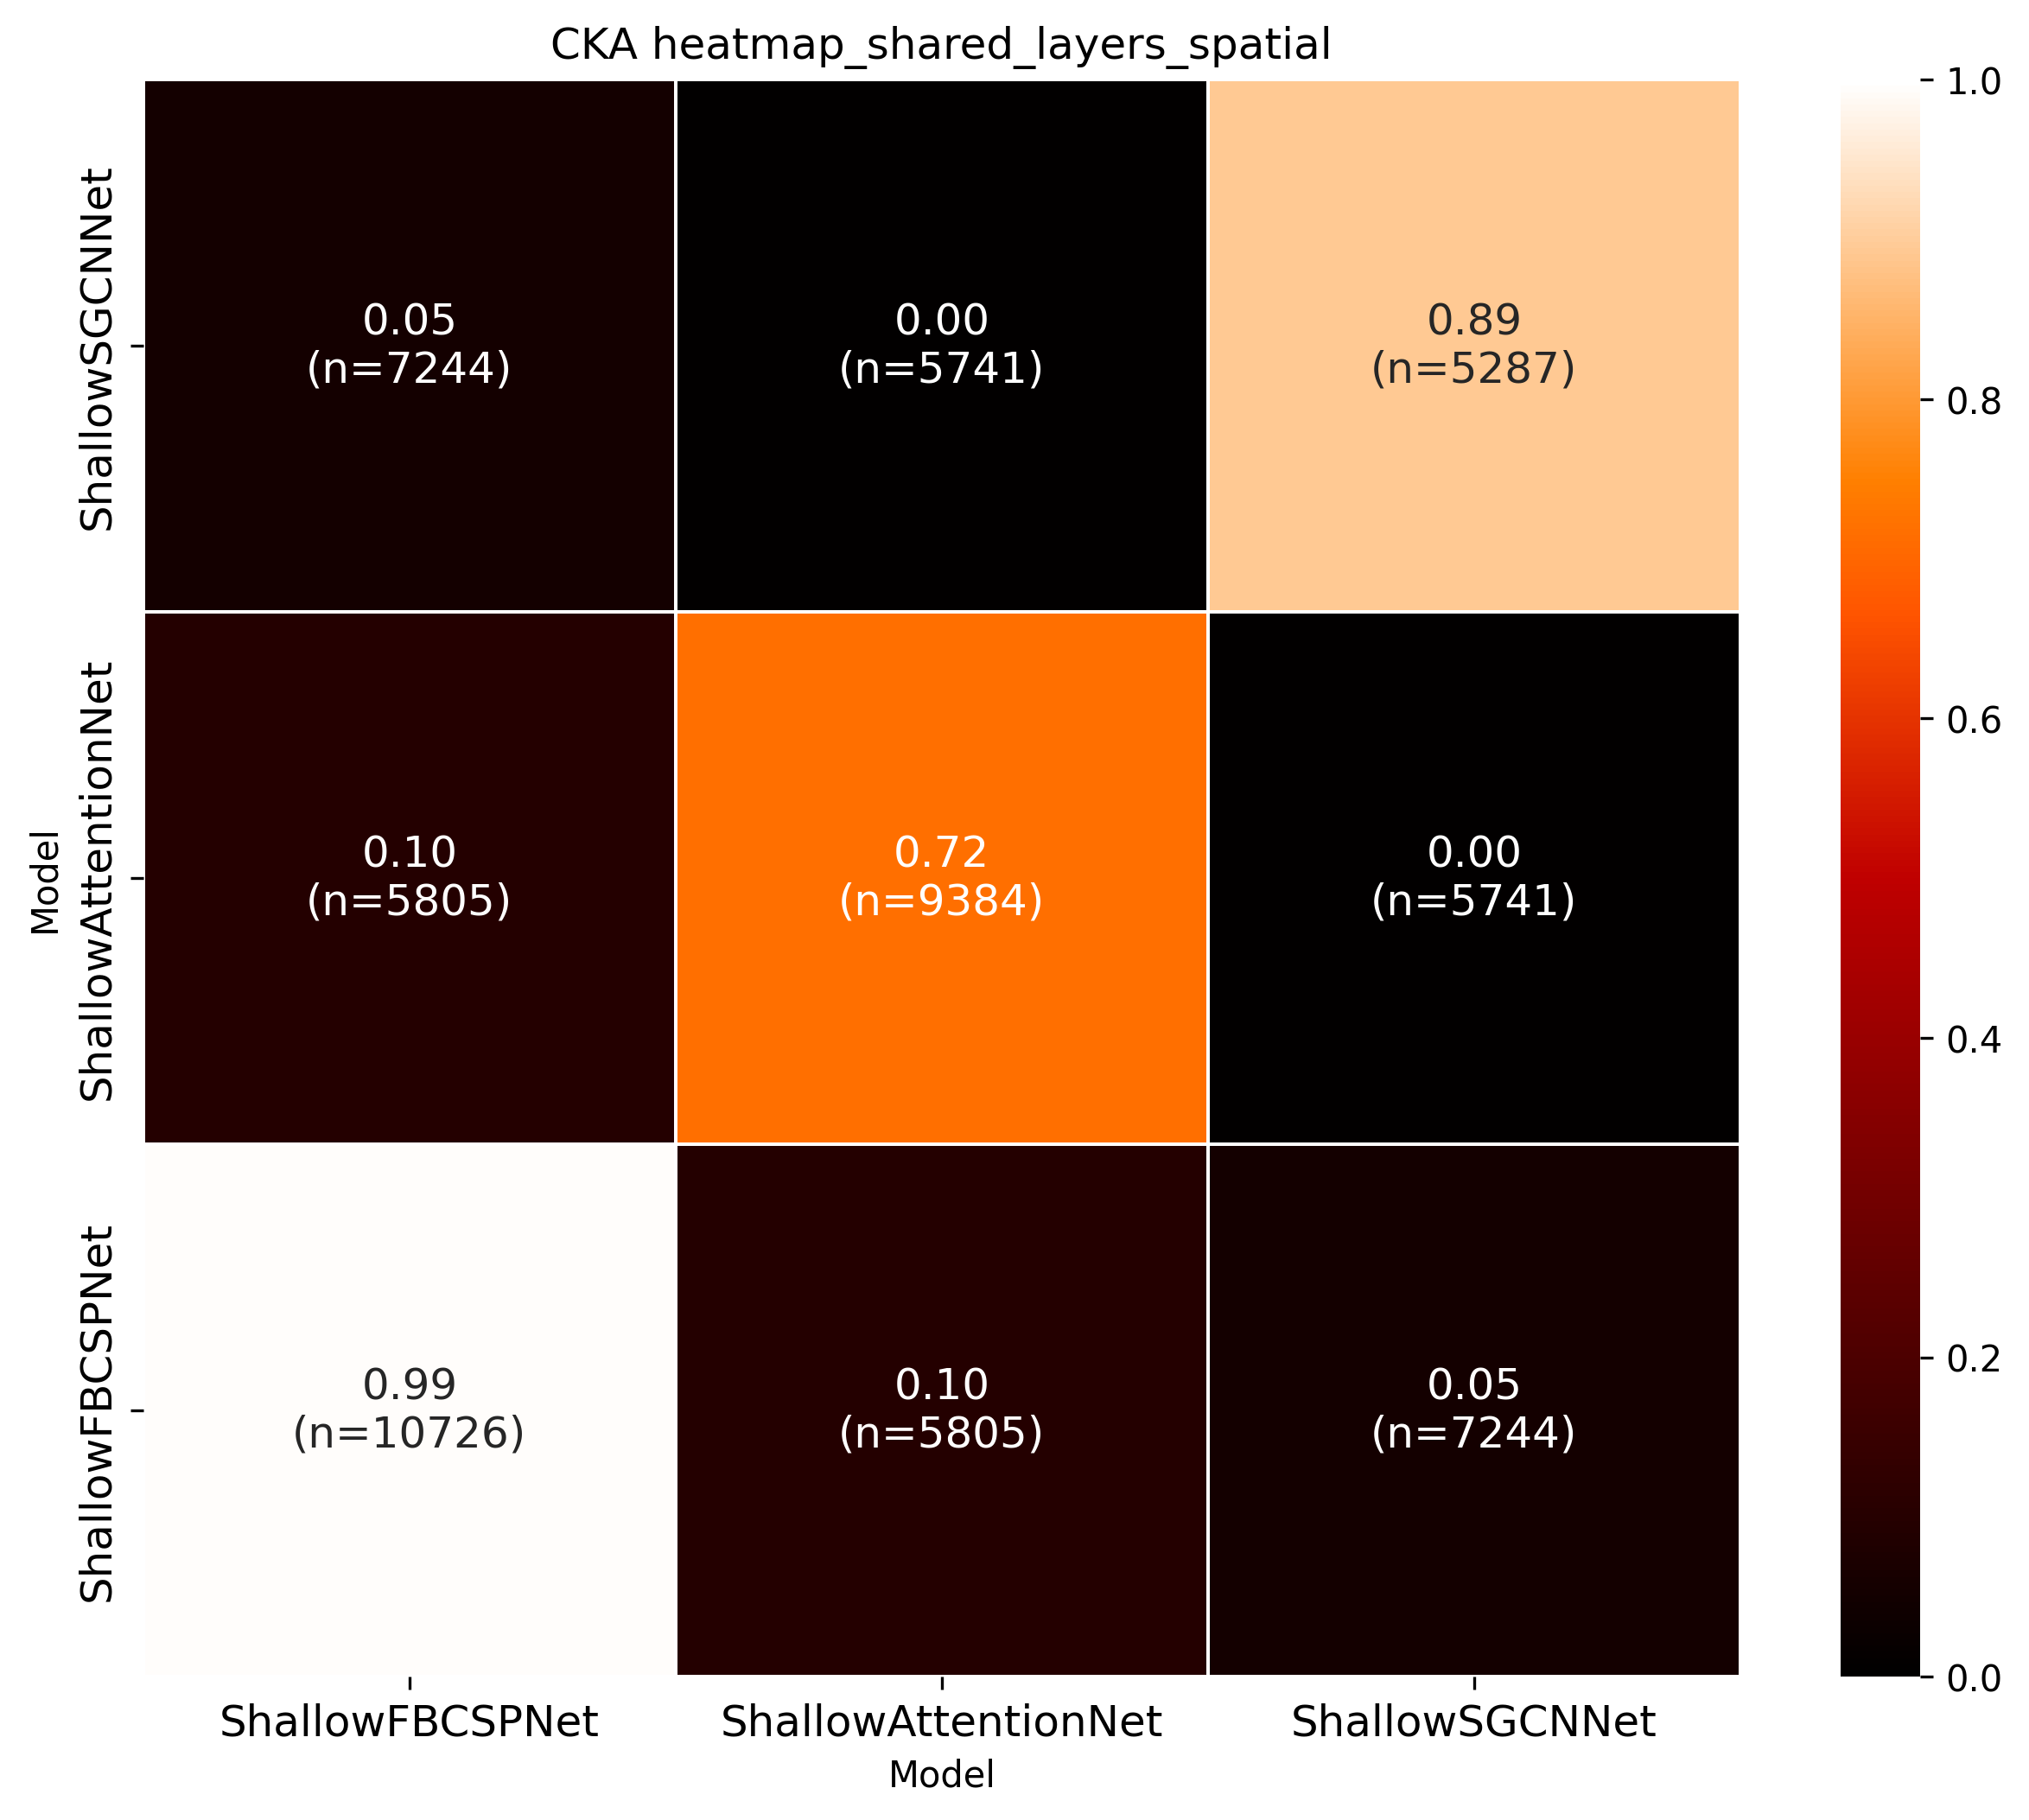 CKA heatmap_shared_layers_spatial
1.0
0.8
0.6
0.4
0.2
0.0
Model
ShallowSGCNNet
0.05
(n=7244)
0.00
(n=5741)
0.89
(n=5287)
ShallowAttentionNet
0.10
(n=5805)
0.72
(n=9384)
0.00
(n=5741)
ShallowFBCSPNet
0.99
(n=10726)
0.10
(n=5805)
0.05
(n=7244)
ShallowFBCSPNet
ShallowAttentionNet
ShallowSGCNNet
Model